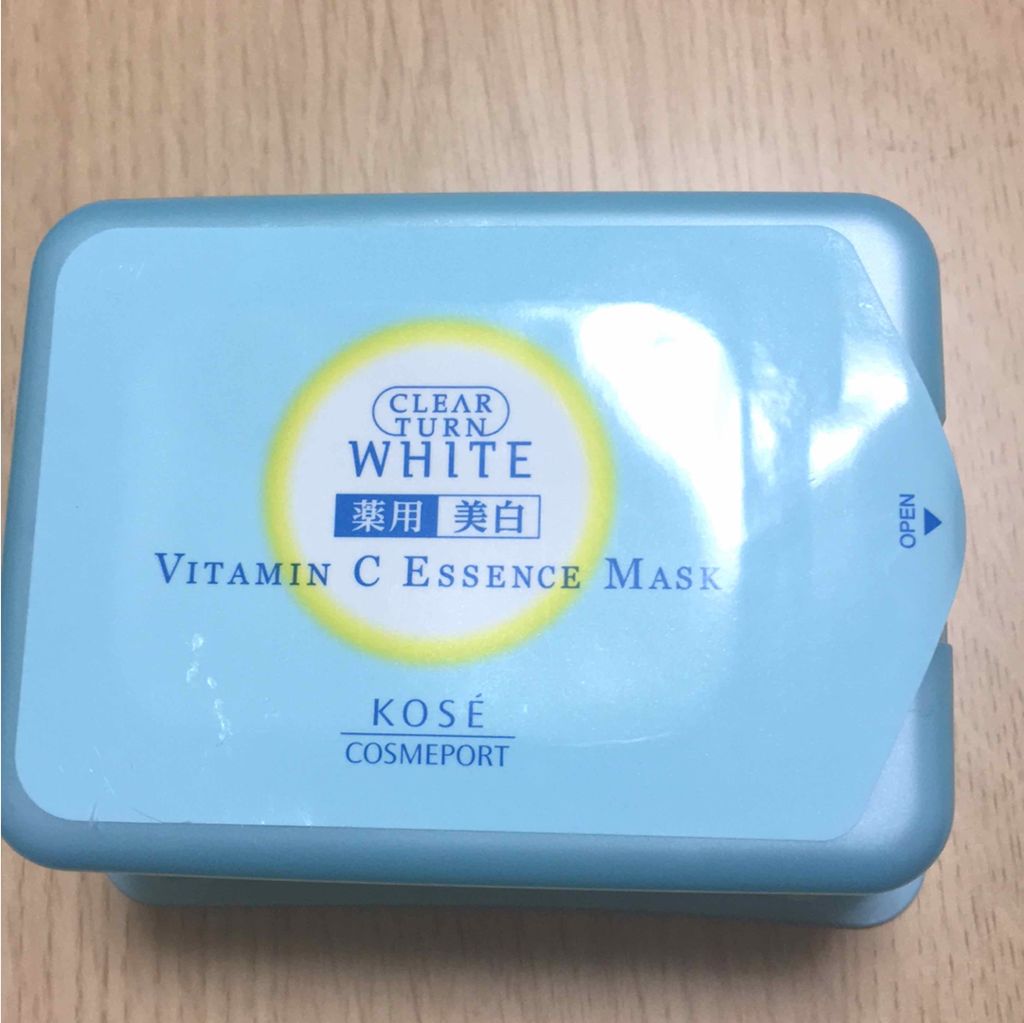 CLEAR
TURN
WHITE
薬用 美白
VITAMIN C ESSENCE MASK
OPEN
KOSÉ
COSMEPORT